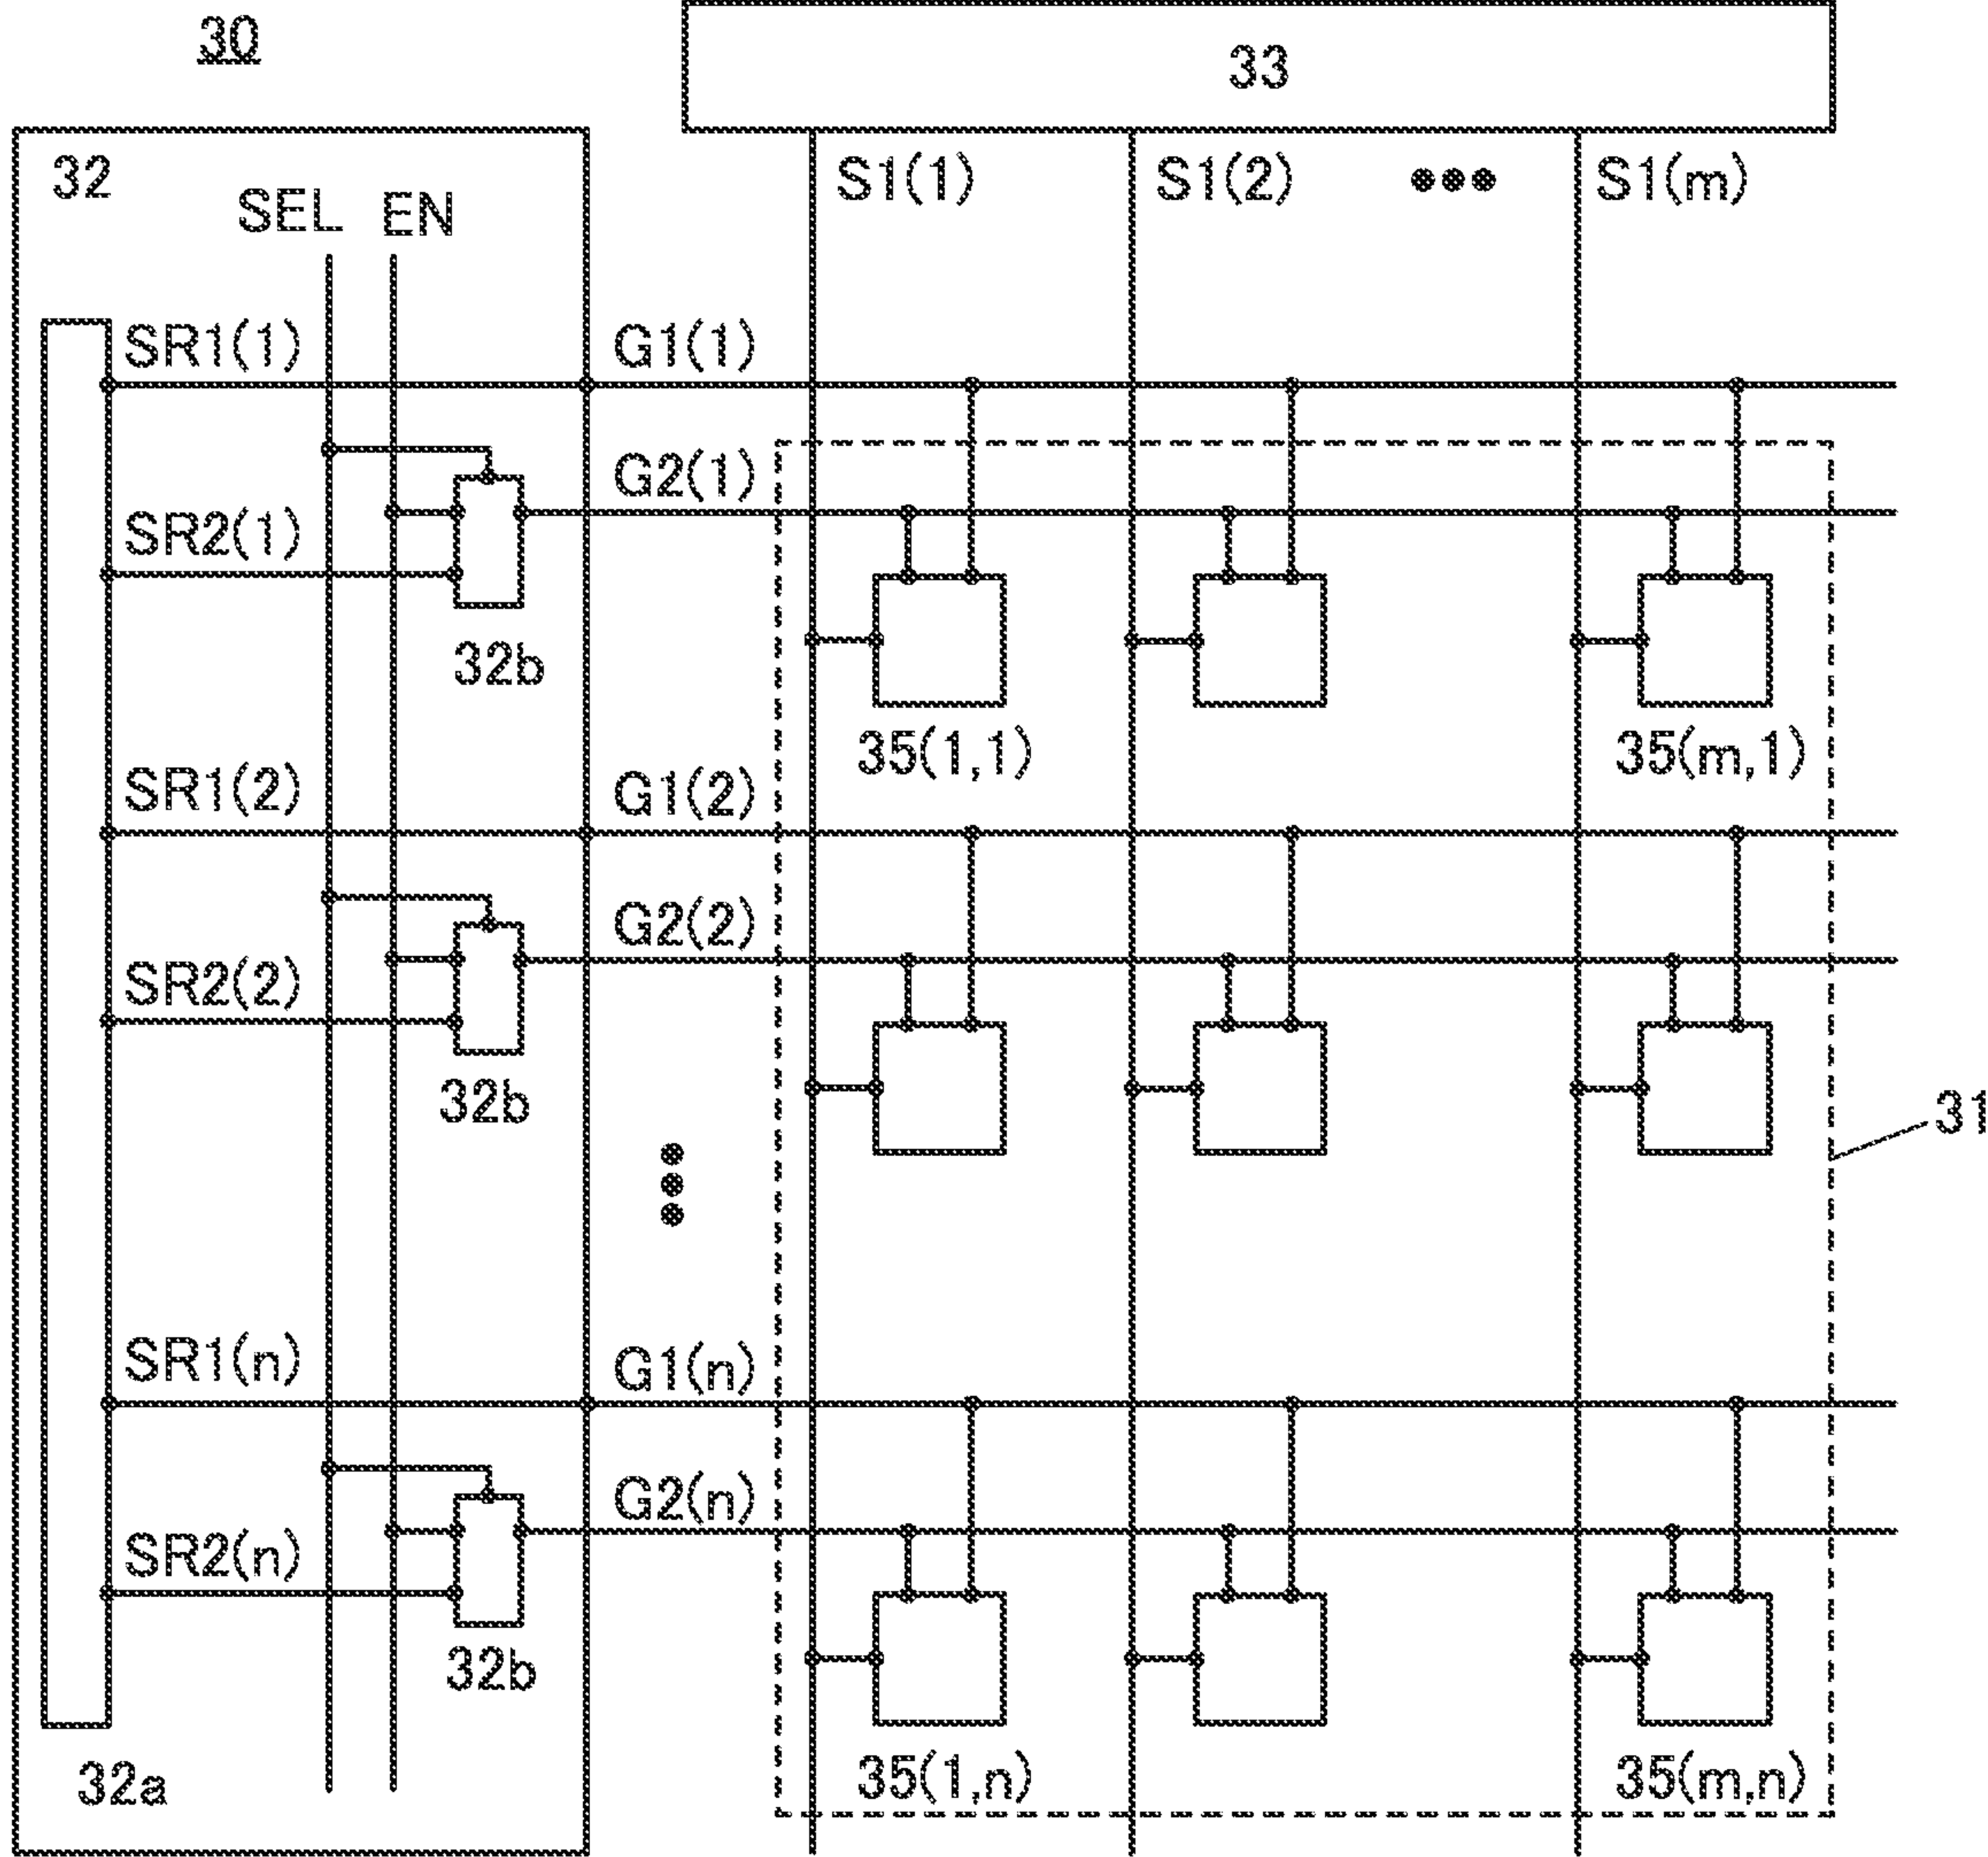 30
33
32
SEL EN
S1(1) S1(2) ●●● S1(m)
SR1(1) G1(1)
G2(1)
SR2(1)
32b
35(1,1) 35(m,1)
SR1(2) G1(2)
G2(2)
SR2(2)
32b
31
SR1(n) G1(n)
G2(n)
SR2(n)
32b
32a
35(1,n) 35(m,n)